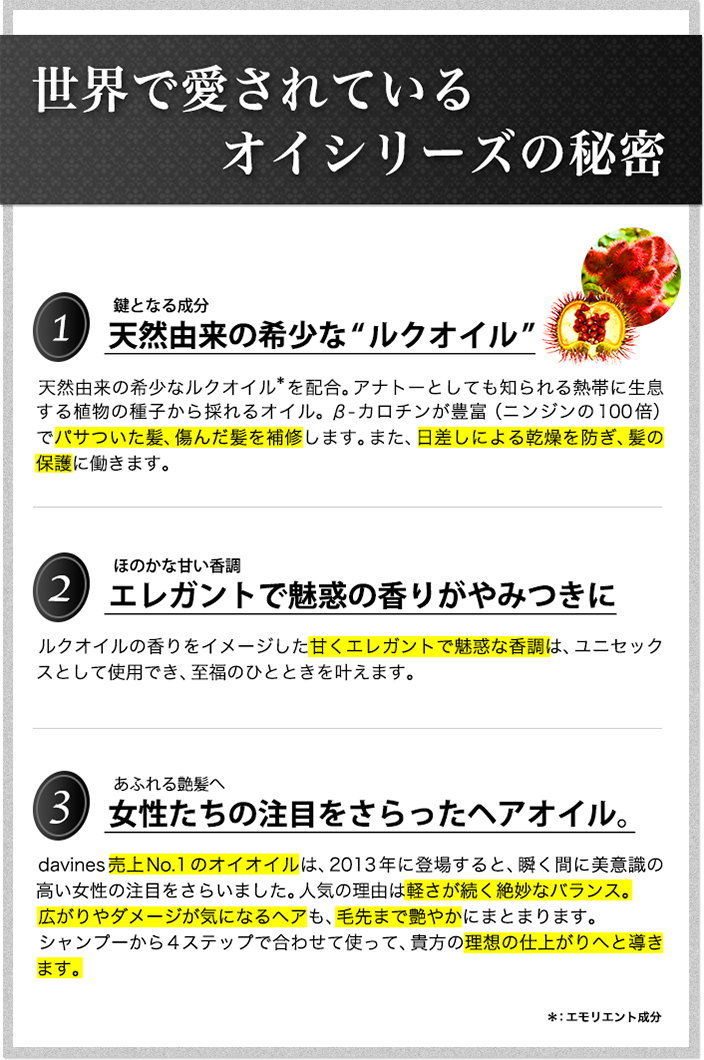 世界で愛されている
オイシリーズの秘密
1
鍵となる成分
天然由来の希少な“ルクオイル”
天然由来の希少なルクオイル*を配合。アナトーとしても知られる熱帯に生息
する植物の種子から採れるオイル。β-カロチンが豊富（ニンジンの100倍）
でパサついた髪、傷んだ髪を補修します。また、日差しによる乾燥を防ぎ、髪の
保護に働きます。
2
ほのかな甘い香調
エレガントで魅惑の香りがやみつきに
ルクオイルの香りをイメージした甘くエレガントで魅惑な香調は、ユニセック
スとして使用でき、至福のひとときを叶えます。
3
あふれる艶髪へ
女性たちの注目をさらったヘアオイル。
davines売上No.1のオイオイルは、2013年に登場すると、瞬く間に美意識の
高い女性の注目をさらいました。人気の理由は軽さが続く絶妙なバランス。
広がりやダメージが気になるヘアも、毛先まで艶やかにまとまります。
シャンプーから4ステップで合わせて使って、貴方の理想の仕上がりへと導き
ます。
＊：エモリエント成分